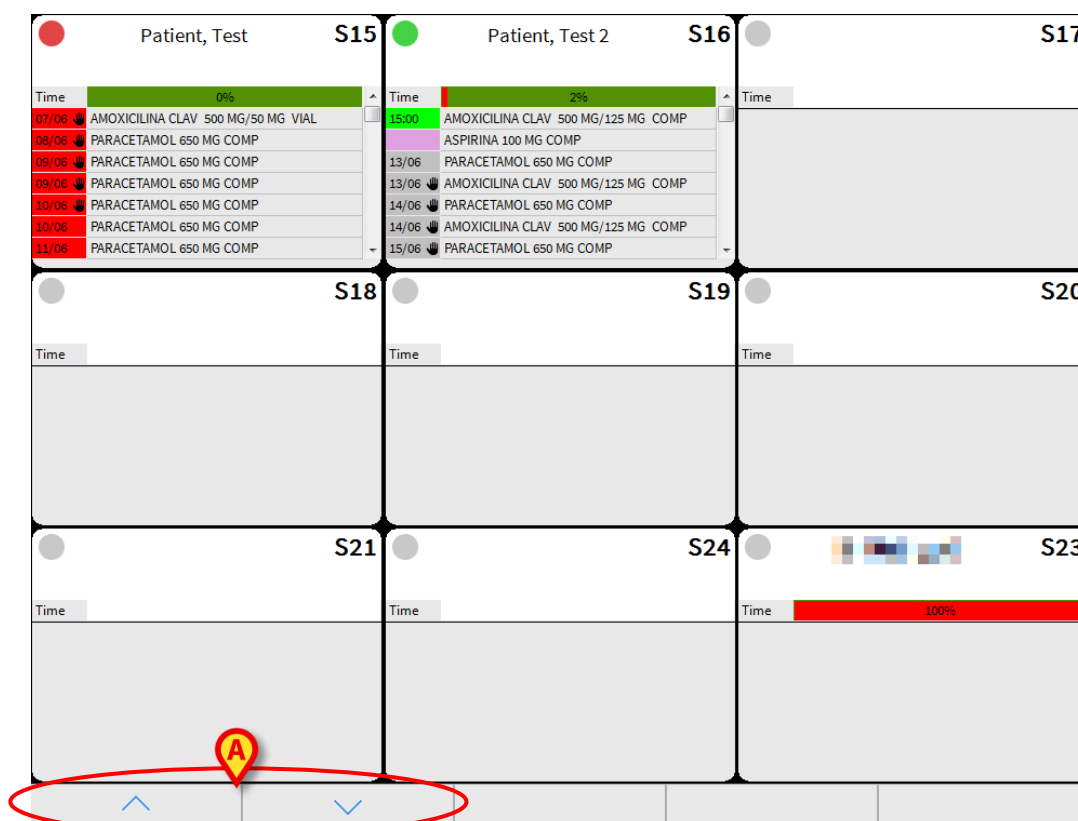 Patient, Test S15
Time 0%
07/06 AMOXICILINA CLAV 500 MG/50 MG VIAL
08/06 PARACETAMOL 650 MG COMP
09/06 PARACETAMOL 650 MG COMP
09/06 PARACETAMOL 650 MG COMP
10/06 PARACETAMOL 650 MG COMP
10/06 PARACETAMOL 650 MG COMP
11/06 PARACETAMOL 650 MG COMP
Patient, Test 2 S16
Time 2%
15:00 AMOXICILINA CLAV 500 MG/125 MG COMP
ASPIRINA 100 MG COMP
13/06 PARACETAMOL 650 MG COMP
13/06 AMOXICILINA CLAV 500 MG/125 MG COMP
14/06 PARACETAMOL 650 MG COMP
14/06 AMOXICILINA CLAV 500 MG/125 MG COMP
15/06 PARACETAMOL 650 MG COMP
S17
Time
S18
Time
S19
Time
S20
Time
S21
Time
S24
Time
S23
Time 100%
A